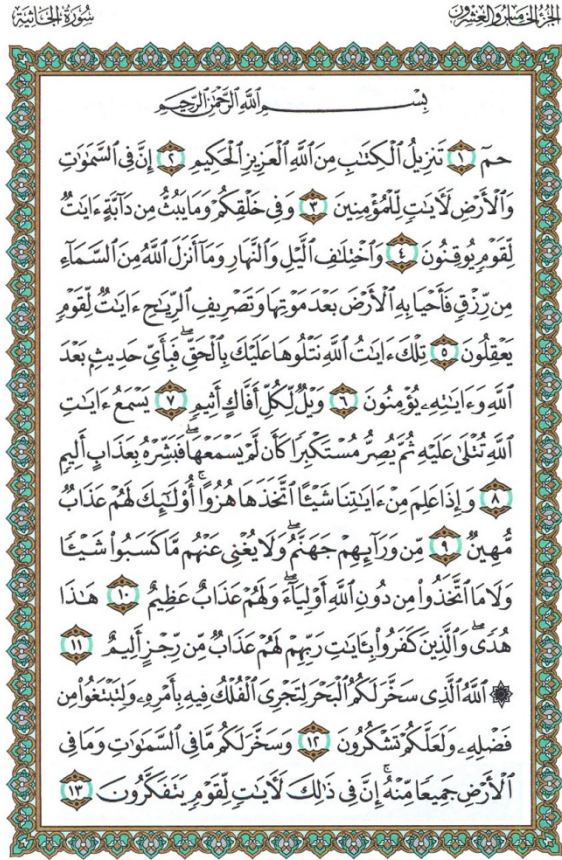 الجزء الخامس والعشرون
سورة الجاثية
بِسْمِ اللَّهِ الرَّحْمَٰنِ الرَّحِيمِ
حمٓ ١ تَنزِيلُ الْكِتَٰبِ مِنَ اللَّهِ الْعَزِيزِ الْحَكِيمِ ٢ إِنَّ فِي السَّمَٰوَٰتِ
وَالْأَرْضِ لَءَايَٰتٍ لِّلْمُؤْمِنِينَ ٣ وَفِي خَلْقِكُمْ وَمَا يَبُثُّ مِن دَآبَّةٍ ءَايَٰتٌ
لِّقَوْمٍ يُوقِنُونَ ٤ وَاخْتِلَٰفِ الَّيْلِ وَالنَّهَارِ وَمَآ أَنزَلَ اللَّهُ مِنَ السَّمَآءِ
مِن رِّزْقٍ فَأَحْيَا بِهِ الْأَرْضَ بَعْدَ مَوْتِهَا وَتَصْرِيفِ الرِّيَٰحِ ءَايَٰتٌ لِّقَوْمٍ
يَعْقِلُونَ ٥ تِلْكَ ءَايَٰتُ اللَّهِ نَتْلُوهَا عَلَيْكَ بِالْحَقِّ ۖ فَبِأَيِّ حَدِيثٍ بَعْدَ
اللَّهِ وَءَايَٰتِهِۦ يُؤْمِنُونَ ٦ وَيْلٌ لِّكُلِّ أَفَّاكٍ أَثِيمٍ ٧ يَسْمَعُ ءَايَٰتِ
اللَّهِ تُتْلَىٰ عَلَيْهِ ثُمَّ يُصِرُّ مُسْتَكْبِرًا كَأَن لَّمْ يَسْمَعْهَا ۖ فَبَشِّرْهُ بِعَذَابٍ أَلِيمٍ
٨ وَإِذَا عَلِمَ مِنْ ءَايَٰتِنَا شَيْـًٔا اتَّخَذَهَا هُزُوًا ۚ أُو۟لَٰٓئِكَ لَهُمْ عَذَابٌ
مُّهِينٌ ٩ مِّن وَرَآئِهِمْ جَهَنَّمُ ۖ وَلَا يُغْنِي عَنْهُم مَّا كَسَبُوا۟ شَيْـًٔا
وَلَا مَا اتَّخَذُوا۟ مِن دُونِ اللَّهِ أَوْلِيَآءَ ۖ وَلَهُمْ عَذَابٌ عَظِيمٌ ١٠ هَٰذَا
هُدًى ۖ وَالَّذِينَ كَفَرُوا۟ بِـَٔايَٰتِ رَبِّهِمْ لَهُمْ عَذَابٌ مِّن رِّجْزٍ أَلِيمٌ ١١
۞ اللَّهُ الَّذِي سَخَّرَ لَكُمُ الْبَحْرَ لِتَجْرِيَ الْفُلْكُ فِيهِ بِأَمْرِهِۦ وَلِتَبْتَغُوا۟ مِن
فَضْلِهِۦ وَلَعَلَّكُمْ تَشْكُرُونَ ١٢ وَسَخَّرَ لَكُم مَّا فِي السَّمَٰوَٰتِ وَمَا فِي
الْأَرْضِ جَمِيعًا مِّنْهُ ۚ إِنَّ فِي ذَٰلِكَ لَءَايَٰتٍ لِّقَوْمٍ يَتَفَكَّرُونَ ١٣